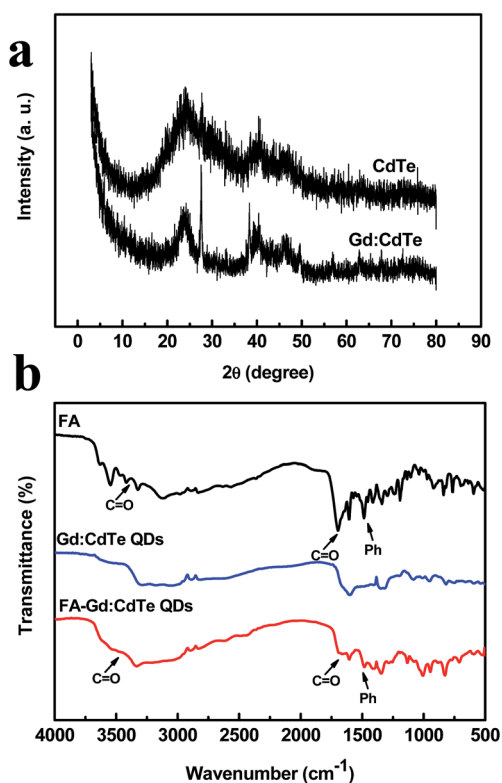 a
Intensity (a. u.)
CdTe
Gd:CdTe
0 10 20 30 40 50 60 70 80 90
2θ (degree)
b
Transmittance (%)
FA
C=O
C=O
Ph
Gd:CdTe QDs
FA-Gd:CdTe QDs
C=O
C=O
Ph
4000 3500 3000 2500 2000 1500 1000 500
Wavenumber (cm⁻¹)